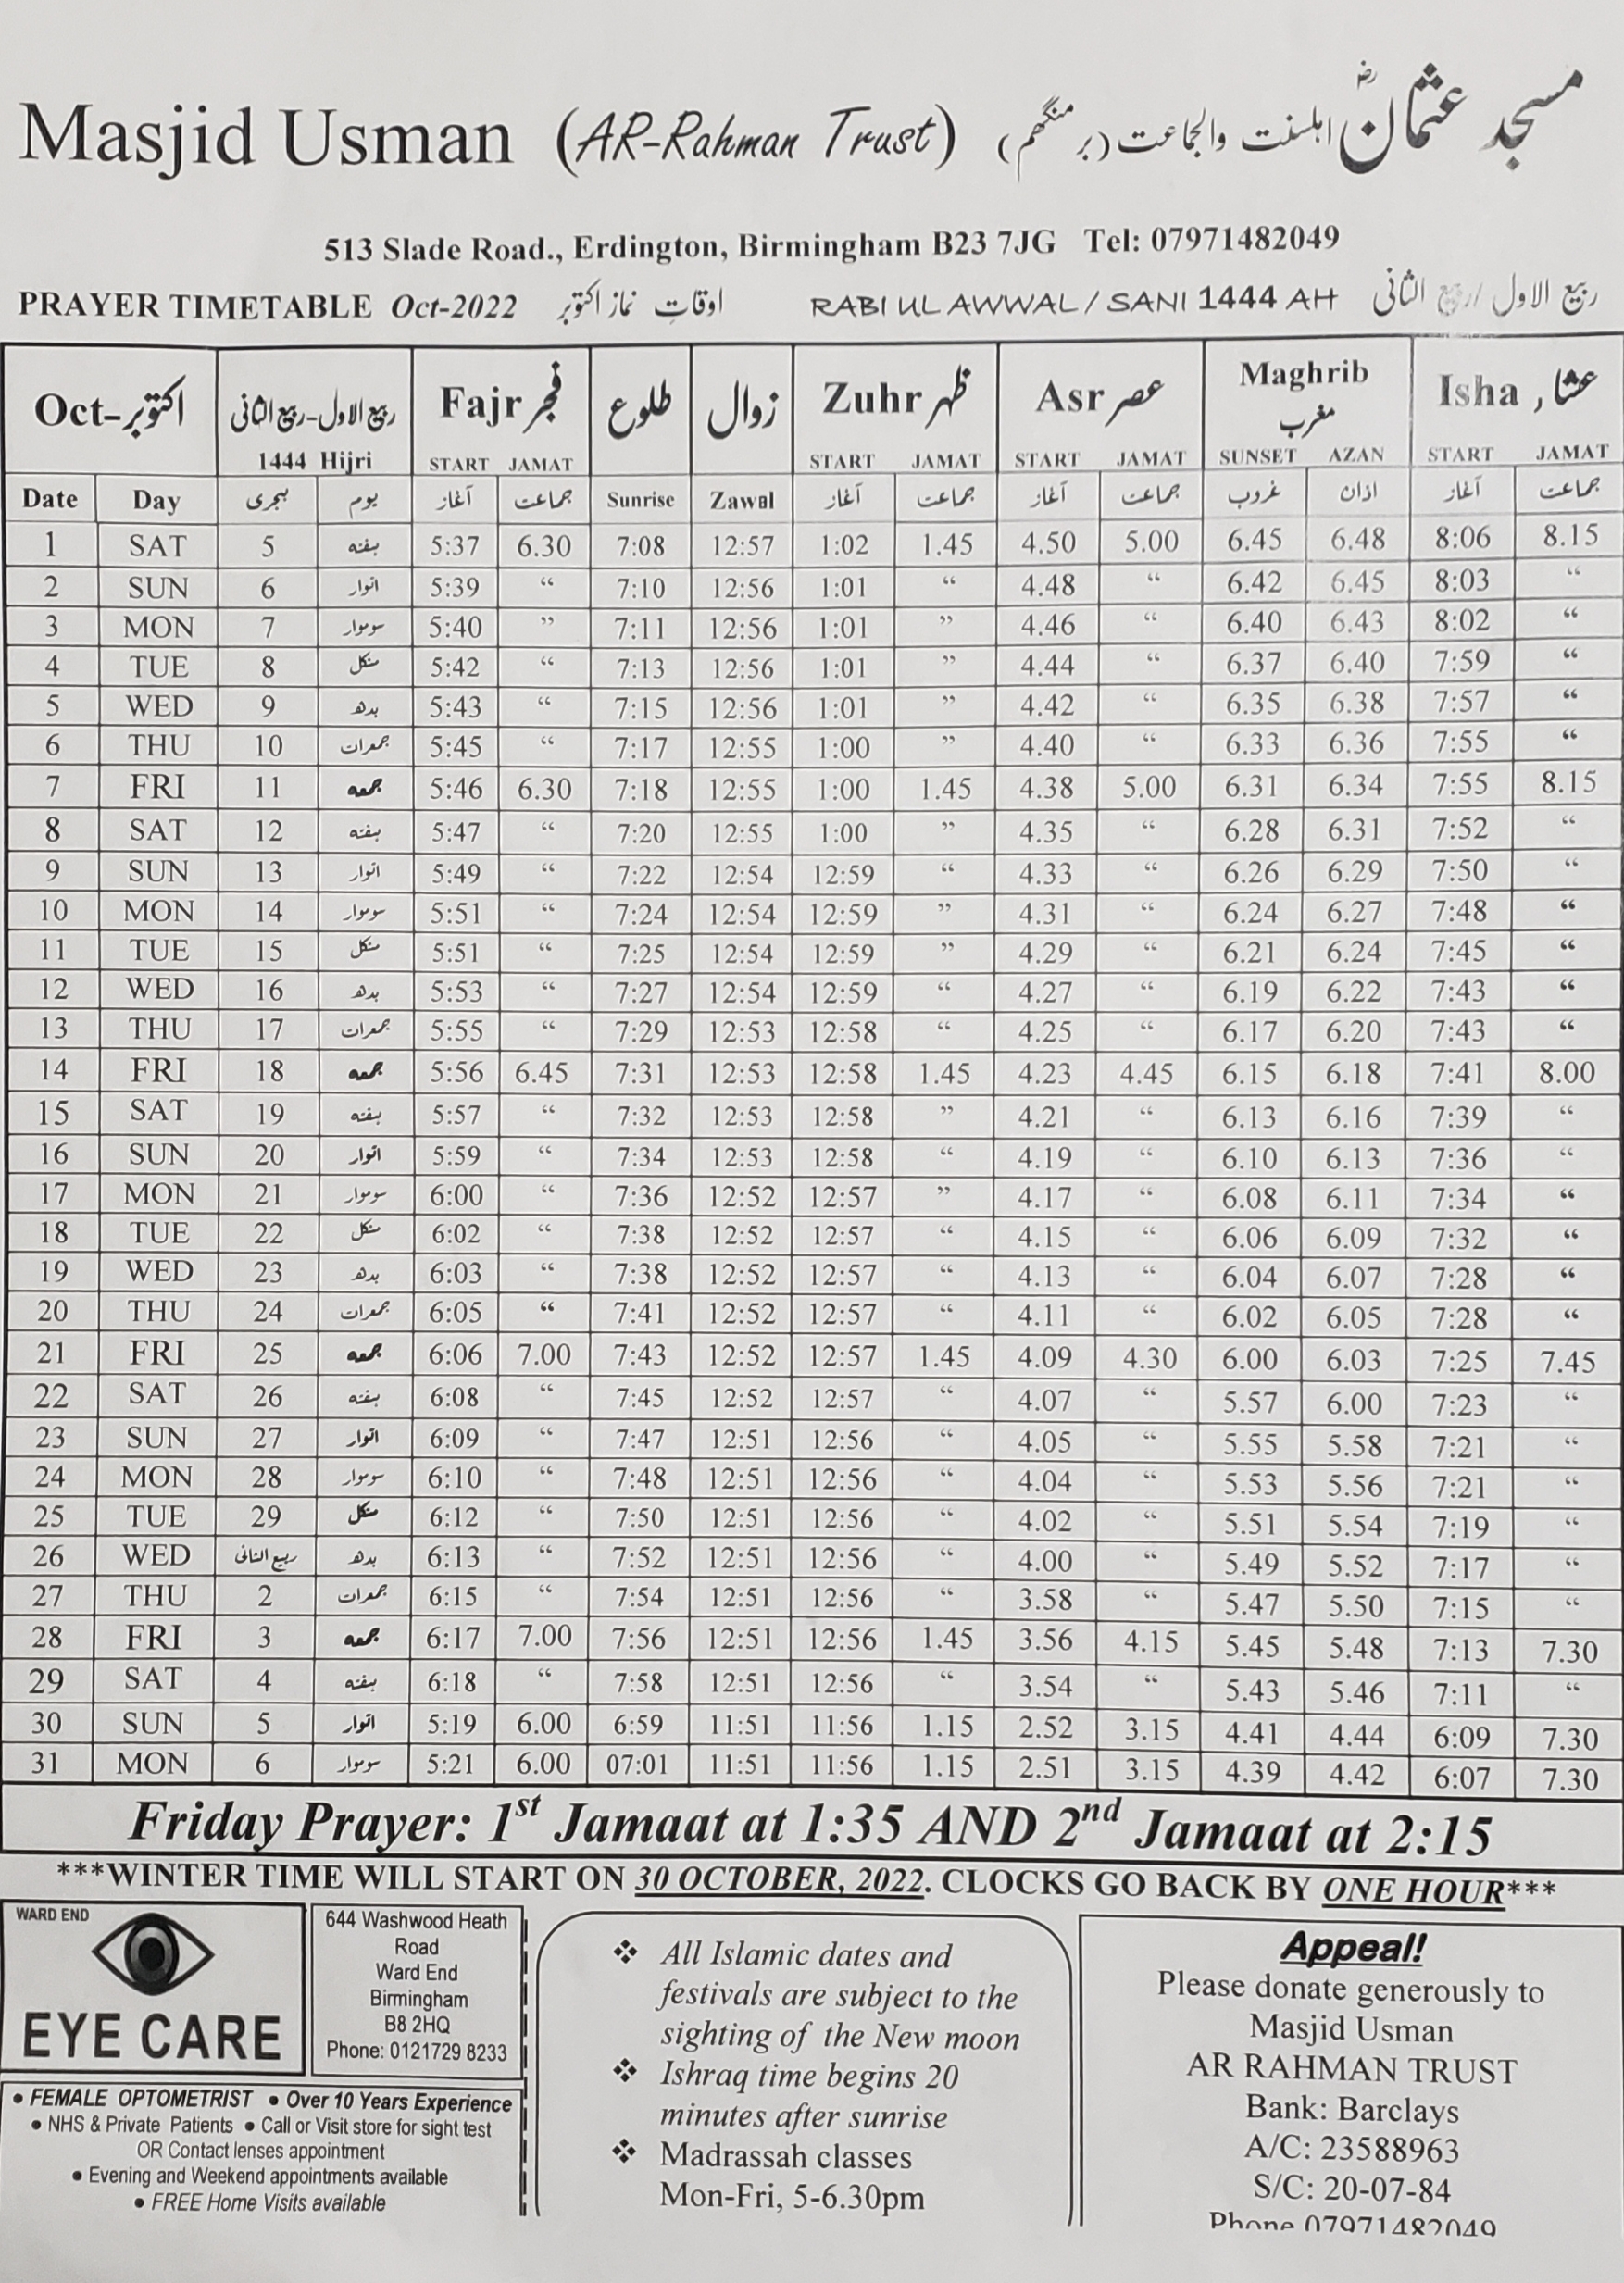 Masjid Usman (AR-Rahman Trust) مسجد عثمانؓ اہلسنت والجماعت (برمنگھم)
513 Slade Road., Erdington, Birmingham B23 7JG Tel: 07971482049
PRAYER TIMETABLE Oct-2022 اوقاتِ نماز اکتوبر RABI UL AWWAL / SANI 1444 AH ربیع الاول / ربیع الثانی
Oct-اکتوبر ربیع الاول-ربیع الثانی Fajr فجر طلوع زوال Zuhr ظہر Asr عصر Maghrib مغرب Isha عشاء
1444 Hijri START JAMAT START JAMAT START JAMAT SUNSET AZAN START JAMAT
Date Day ہجری یوم آغاز جماعت Sunrise Zawal آغاز جماعت آغاز جماعت غروب اذان آغاز جماعت
1 SAT 5 ہفتہ 5:37 6.30 7:08 12:57 1:02 1.45 4.50 5.00 6.45 6.48 8:06 8.15
2 SUN 6 اتوار 5:39 “ 7:10 12:56 1:01 “ 4.48 “ 6.42 6.45 8:03 “
3 MON 7 سوموار 5:40 ” 7:11 12:56 1:01 ” 4.46 “ 6.40 6.43 8:02 “
4 TUE 8 منگل 5:42 “ 7:13 12:56 1:01 ” 4.44 “ 6.37 6.40 7:59 “
5 WED 9 بدھ 5:43 “ 7:15 12:56 1:01 ” 4.42 “ 6.35 6.38 7:57 “
6 THU 10 جمعرات 5:45 “ 7:17 12:55 1:00 ” 4.40 “ 6.33 6.36 7:55 “
7 FRI 11 جمعہ 5:46 6.30 7:18 12:55 1:00 1.45 4.38 5.00 6.31 6.34 7:55 8.15
8 SAT 12 ہفتہ 5:47 “ 7:20 12:55 1:00 ” 4.35 “ 6.28 6.31 7:52 “
9 SUN 13 اتوار 5:49 “ 7:22 12:54 12:59 “ 4.33 “ 6.26 6.29 7:50 “
10 MON 14 سوموار 5:51 “ 7:24 12:54 12:59 ” 4.31 “ 6.24 6.27 7:48 “
11 TUE 15 منگل 5:51 “ 7:25 12:54 12:59 ” 4.29 “ 6.21 6.24 7:45 “
12 WED 16 بدھ 5:53 “ 7:27 12:54 12:59 “ 4.27 “ 6.19 6.22 7:43 “
13 THU 17 جمعرات 5:55 “ 7:29 12:53 12:58 “ 4.25 “ 6.17 6.20 7:43 “
14 FRI 18 جمعہ 5:56 6.45 7:31 12:53 12:58 1.45 4.23 4.45 6.15 6.18 7:41 8.00
15 SAT 19 ہفتہ 5:57 “ 7:32 12:53 12:58 ” 4.21 “ 6.13 6.16 7:39 “
16 SUN 20 اتوار 5:59 “ 7:34 12:53 12:58 “ 4.19 “ 6.10 6.13 7:36 “
17 MON 21 سوموار 6:00 “ 7:36 12:52 12:57 ” 4.17 “ 6.08 6.11 7:34 “
18 TUE 22 منگل 6:02 “ 7:38 12:52 12:57 “ 4.15 “ 6.06 6.09 7:32 “
19 WED 23 بدھ 6:03 “ 7:38 12:52 12:57 “ 4.13 “ 6.04 6.07 7:28 “
20 THU 24 جمعرات 6:05 “ 7:41 12:52 12:57 “ 4.11 “ 6.02 6.05 7:28 “
21 FRI 25 جمعہ 6:06 7.00 7:43 12:52 12:57 1.45 4.09 4.30 6.00 6.03 7:25 7.45
22 SAT 26 ہفتہ 6:08 “ 7:45 12:52 12:57 “ 4.07 “ 5.57 6.00 7:23 “
23 SUN 27 اتوار 6:09 “ 7:47 12:51 12:56 “ 4.05 “ 5.55 5.58 7:21 “
24 MON 28 سوموار 6:10 “ 7:48 12:51 12:56 “ 4.04 “ 5.53 5.56 7:21 “
25 TUE 29 منگل 6:12 “ 7:50 12:51 12:56 “ 4.02 “ 5.51 5.54 7:19 “
26 WED ربیع الثانی بدھ 6:13 “ 7:52 12:51 12:56 “ 4.00 “ 5.49 5.52 7:17 “
27 THU 2 جمعرات 6:15 “ 7:54 12:51 12:56 “ 3.58 “ 5.47 5.50 7:15 “
28 FRI 3 جمعہ 6:17 7.00 7:56 12:51 12:56 1.45 3.56 4.15 5.45 5.48 7:13 7.30
29 SAT 4 ہفتہ 6:18 “ 7:58 12:51 12:56 “ 3.54 “ 5.43 5.46 7:11 “
30 SUN 5 اتوار 5:19 6.00 6:59 11:51 11:56 1.15 2.52 3.15 4.41 4.44 6:09 7.30
31 MON 6 سوموار 5:21 6.00 07:01 11:51 11:56 1.15 2.51 3.15 4.39 4.42 6:07 7.30
Friday Prayer: 1st Jamaat at 1:35 AND 2nd Jamaat at 2:15
***WINTER TIME WILL START ON 30 OCTOBER, 2022. CLOCKS GO BACK BY ONE HOUR***
WARD END
EYE CARE
644 Washwood Heath
Road
Ward End
Birmingham
B8 2HQ
Phone: 0121729 8233
• FEMALE OPTOMETRIST • Over 10 Years Experience
• NHS & Private Patients • Call or Visit store for sight test
OR Contact lenses appointment
• Evening and Weekend appointments available
• FREE Home Visits available
❖ All Islamic dates and
festivals are subject to the
sighting of the New moon
❖ Ishraq time begins 20
minutes after sunrise
❖ Madrassah classes
Mon-Fri, 5-6.30pm
Appeal!
Please donate generously to
Masjid Usman
AR RAHMAN TRUST
Bank: Barclays
A/C: 23588963
S/C: 20-07-84
Phone 07971482049